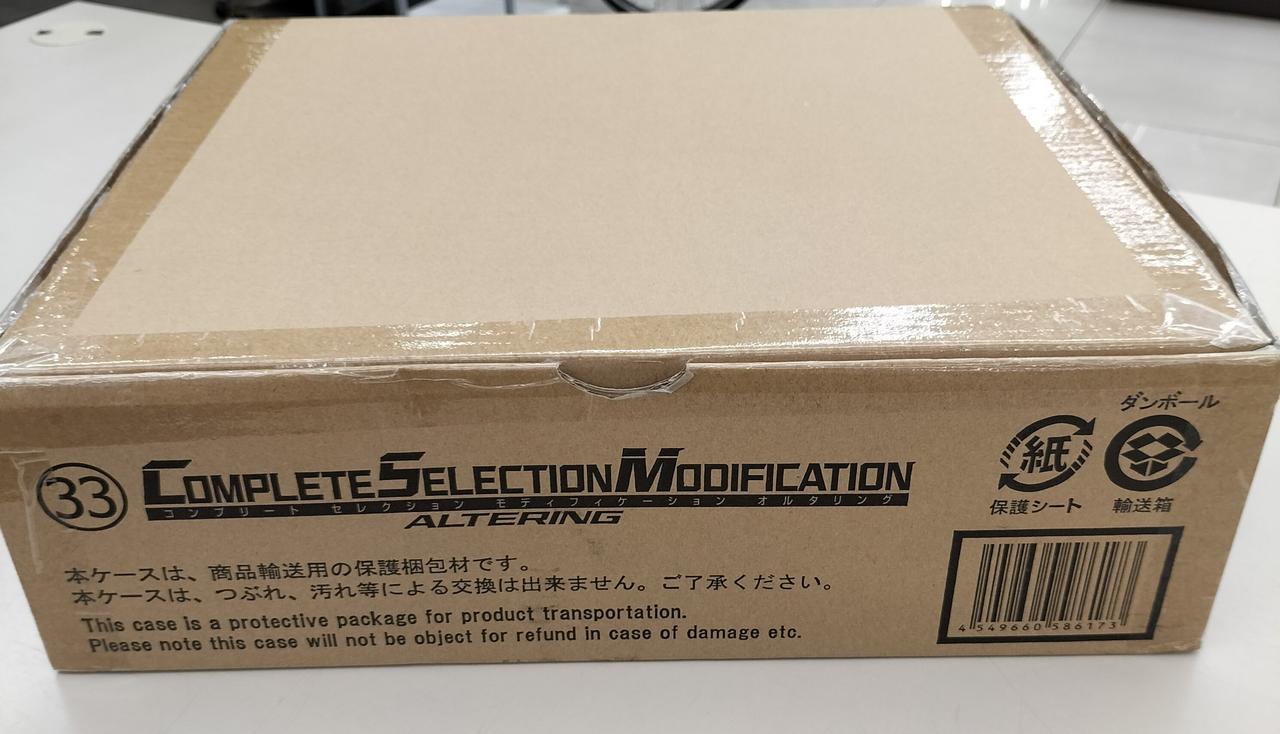 33 COMPLETE SELECTION MODIFICATION
コンプリート セレクション モディフィケーション オルタリング
ALTERING
本ケースは、商品輸送用の保護梱包材です。
本ケースは、つぶれ、汚れ等による交換は出来ません。ご了承ください。
This case is a protective package for product transportation.
Please note this case will not be object for refund in case of damage etc.
紙
保護シート
ダンボール
輸送箱
4 549660 586173